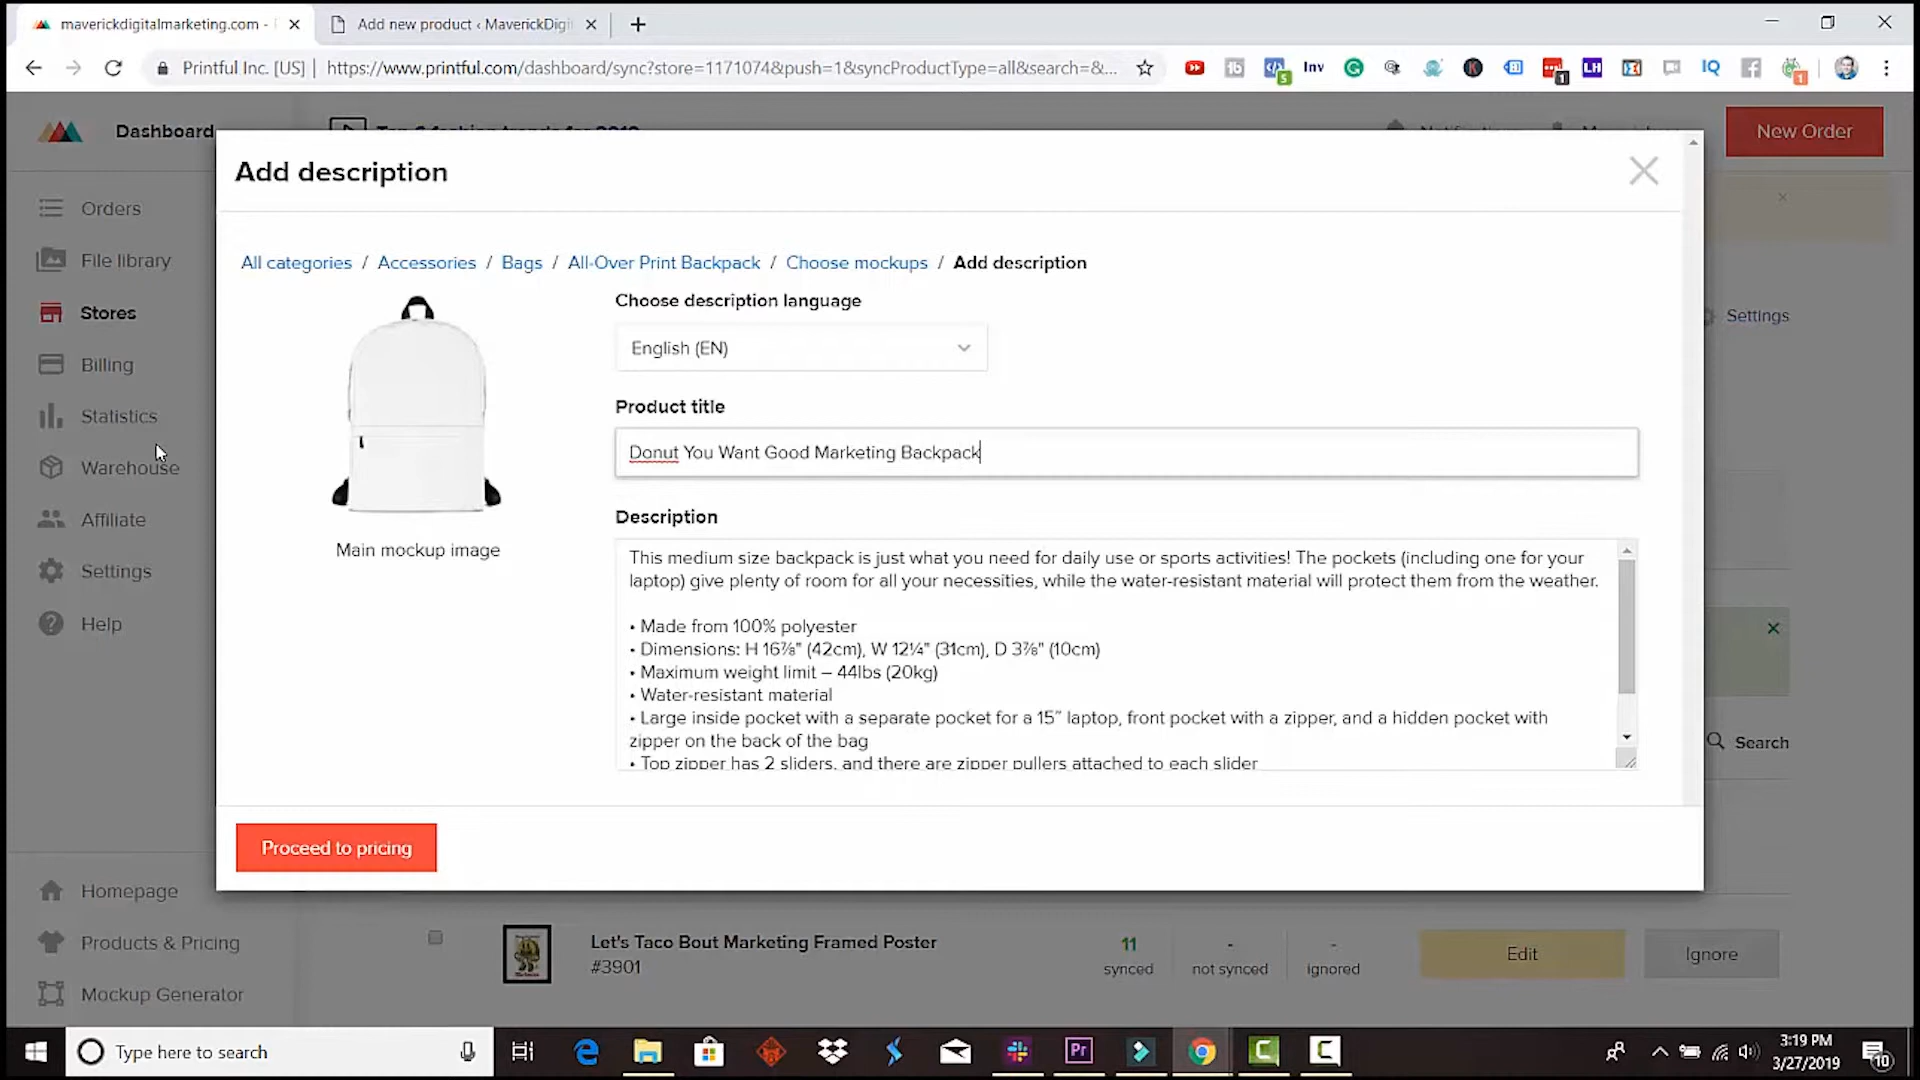 maverickdigitalmarketing.com -
Add new product ‹ MaverickDigi
Printful Inc. [US] | https://www.printful.com/dashboard/sync?store=1171074&push=1&syncProductType=all&search=&...
5
Inv
1
LH
IQ
1
Dashboard
New Order
Add description
Orders
File library
Stores
Billing
Statistics
Warehouse
Affiliate
Settings
Help
All categories / Accessories / Bags / All-Over Print Backpack / Choose mockups / Add description
Main mockup image
Choose description language
English (EN)
Product title
Donut You Want Good Marketing Backpack
Description
This medium size backpack is just what you need for daily use or sports activities! The pockets (including one for your
laptop) give plenty of room for all your necessities, while the water-resistant material will protect them from the weather.
• Made from 100% polyester
• Dimensions: H 16⅞" (42cm), W 12¼" (31cm), D 3⅞" (10cm)
• Maximum weight limit – 44lbs (20kg)
• Water-resistant material
• Large inside pocket with a separate pocket for a 15” laptop, front pocket with a zipper, and a hidden pocket with
zipper on the back of the bag
• Top zipper has 2 sliders, and there are zipper pullers attached to each slider
Proceed to pricing
Settings
Search
Homepage
Products & Pricing
Mockup Generator
Let's Taco Bout Marketing Framed Poster
#3901
11
synced
-
not synced
-
ignored
Edit
Ignore
Type here to search
Pr
3:19 PM
3/27/2019
10